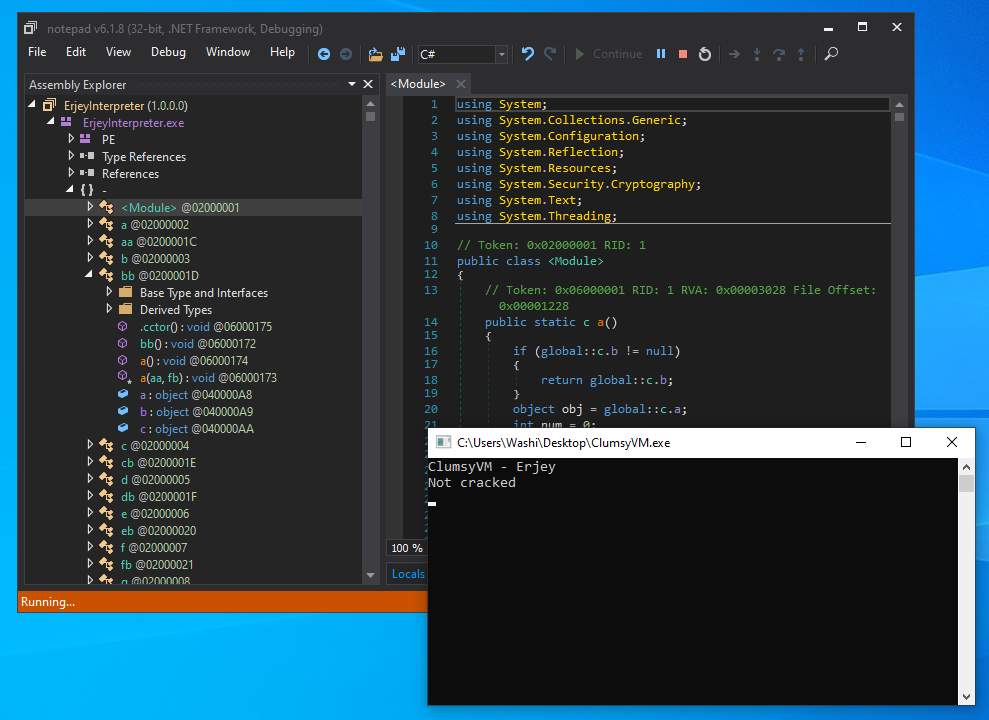 notepad v6.1.8 (32-bit, .NET Framework, Debugging)
File Edit View Debug Window Help C# Continue
Assembly Explorer
ErjeyInterpreter (1.0.0.0)
ErjeyInterpreter.exe
PE
Type References
References
{ } -
<Module> @02000001
a @02000002
aa @0200001C
b @02000003
bb @0200001D
Base Type and Interfaces
Derived Types
.cctor() : void @06000175
bb() : void @06000172
a() : void @06000174
a(aa, fb) : void @06000173
a : object @040000A8
b : object @040000A9
c : object @040000AA
c @02000004
cb @0200001E
d @02000005
db @0200001F
e @02000006
eb @02000020
f @02000007
fb @02000021
g @02000008
<Module>
1 using System;
2 using System.Collections.Generic;
3 using System.Configuration;
4 using System.Reflection;
5 using System.Resources;
6 using System.Security.Cryptography;
7 using System.Text;
8 using System.Threading;
9
10 // Token: 0x02000001 RID: 1
11 public class <Module>
12 {
13 // Token: 0x06000001 RID: 1 RVA: 0x00003028 File Offset:
0x00001228
14 public static c a()
15 {
16 if (global::c.b != null)
17 {
18 return global::c.b;
19 }
20 object obj = global::c.a;
21 int num = 0;
100 %
Locals
Running...
C:\Users\Washi\Desktop\ClumsyVM.exe
ClumsyVM - Erjey
Not cracked